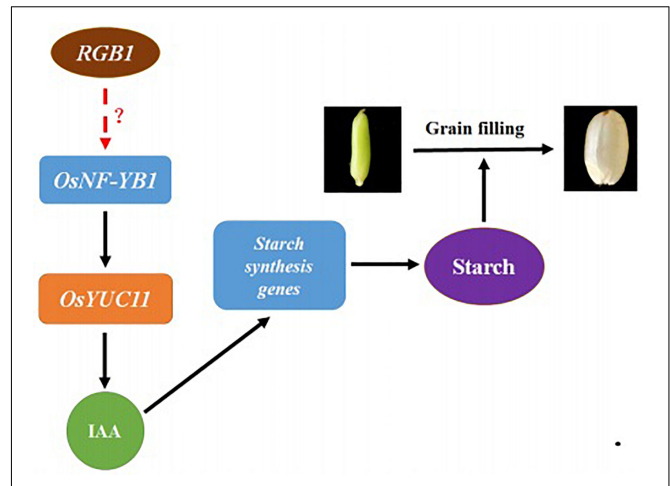 RGB1
?
OsNF-YB1
OsYUC11
IAA
Starch
synthesis
genes
Starch
Grain filling